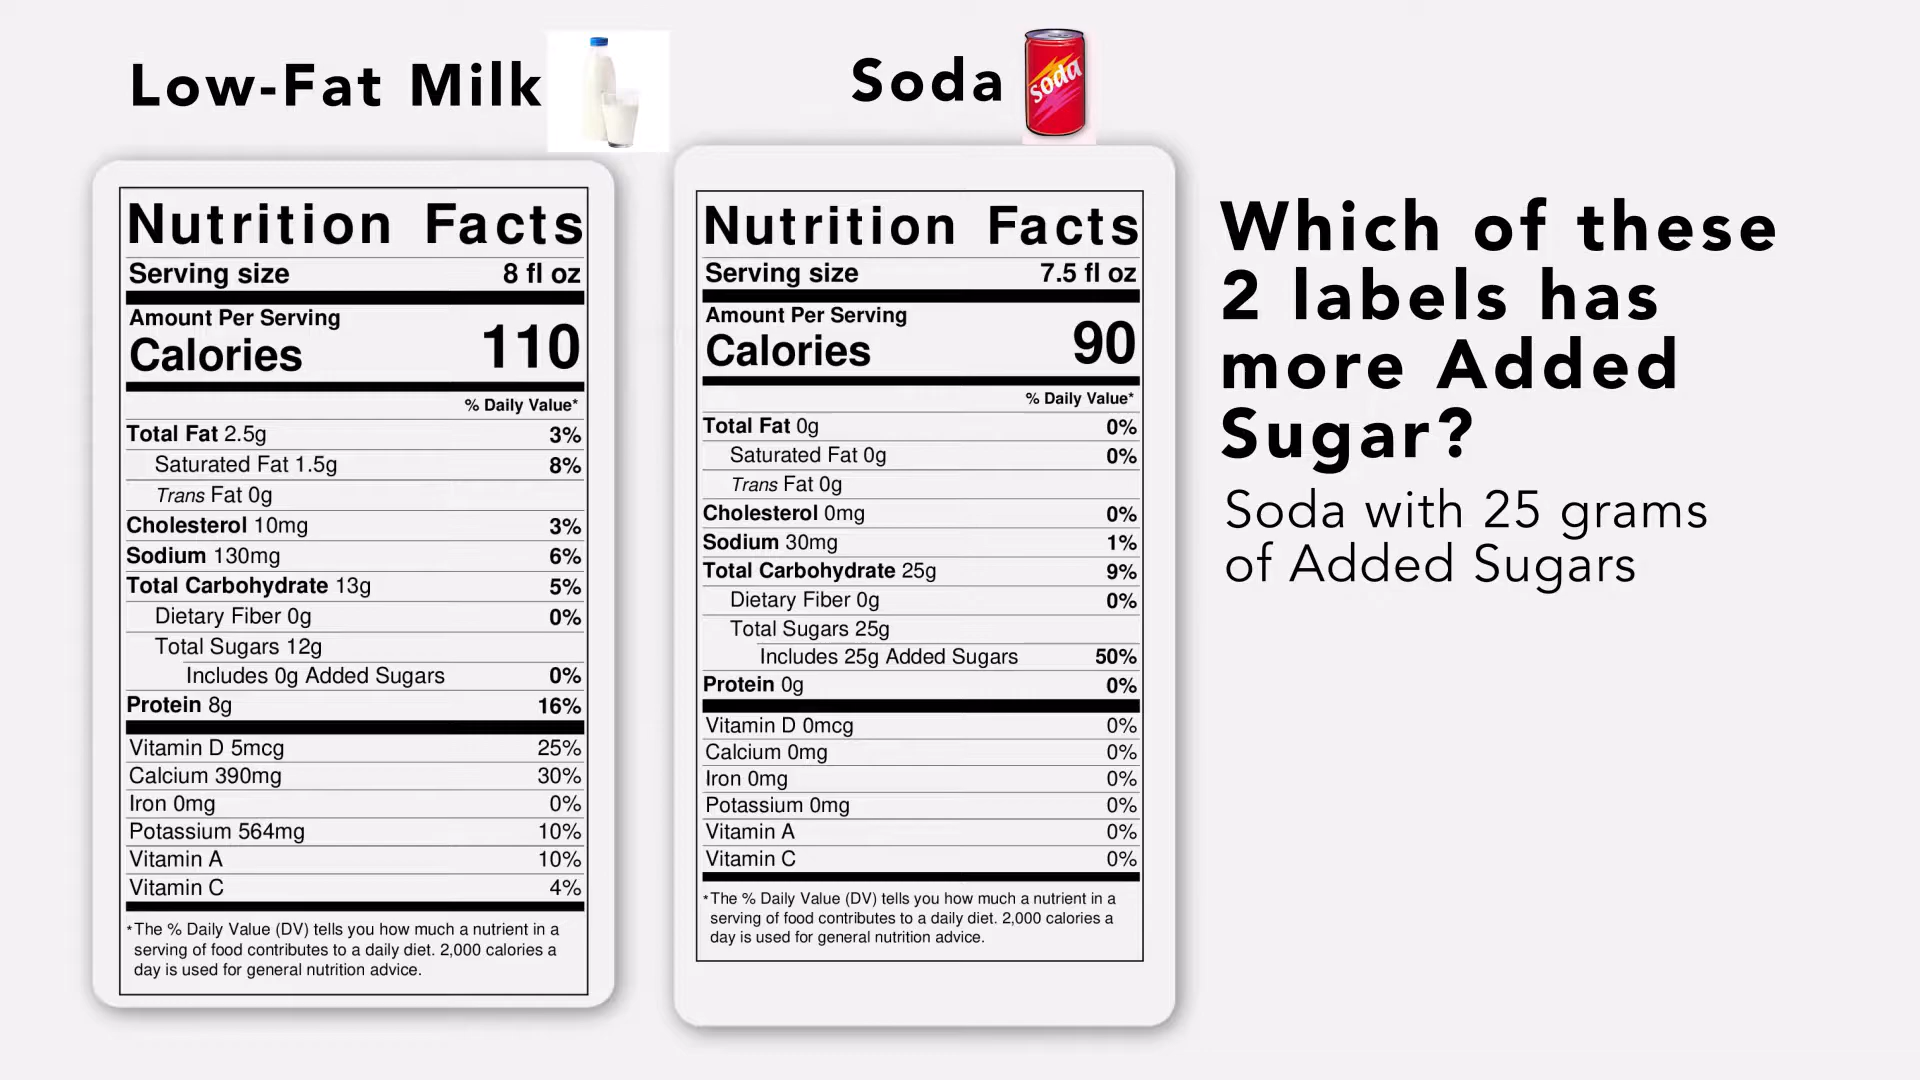 Low-Fat Milk
Soda
soda
Nutrition Facts
Serving size 8 fl oz
Amount Per Serving
Calories 110
% Daily Value*
Total Fat 2.5g 3%
Saturated Fat 1.5g 8%
Trans Fat 0g
Cholesterol 10mg 3%
Sodium 130mg 6%
Total Carbohydrate 13g 5%
Dietary Fiber 0g 0%
Total Sugars 12g
Includes 0g Added Sugars 0%
Protein 8g 16%
Vitamin D 5mcg 25%
Calcium 390mg 30%
Iron 0mg 0%
Potassium 564mg 10%
Vitamin A 10%
Vitamin C 4%
*The % Daily Value (DV) tells you how much a nutrient in a
serving of food contributes to a daily diet. 2,000 calories a
day is used for general nutrition advice.
Nutrition Facts
Serving size 7.5 fl oz
Amount Per Serving
Calories 90
% Daily Value*
Total Fat 0g 0%
Saturated Fat 0g 0%
Trans Fat 0g
Cholesterol 0mg 0%
Sodium 30mg 1%
Total Carbohydrate 25g 9%
Dietary Fiber 0g 0%
Total Sugars 25g
Includes 25g Added Sugars 50%
Protein 0g 0%
Vitamin D 0mcg 0%
Calcium 0mg 0%
Iron 0mg 0%
Potassium 0mg 0%
Vitamin A 0%
Vitamin C 0%
*The % Daily Value (DV) tells you how much a nutrient in a
serving of food contributes to a daily diet. 2,000 calories a
day is used for general nutrition advice.
Which of these
2 labels has
more Added
Sugar?
Soda with 25 grams
of Added Sugars